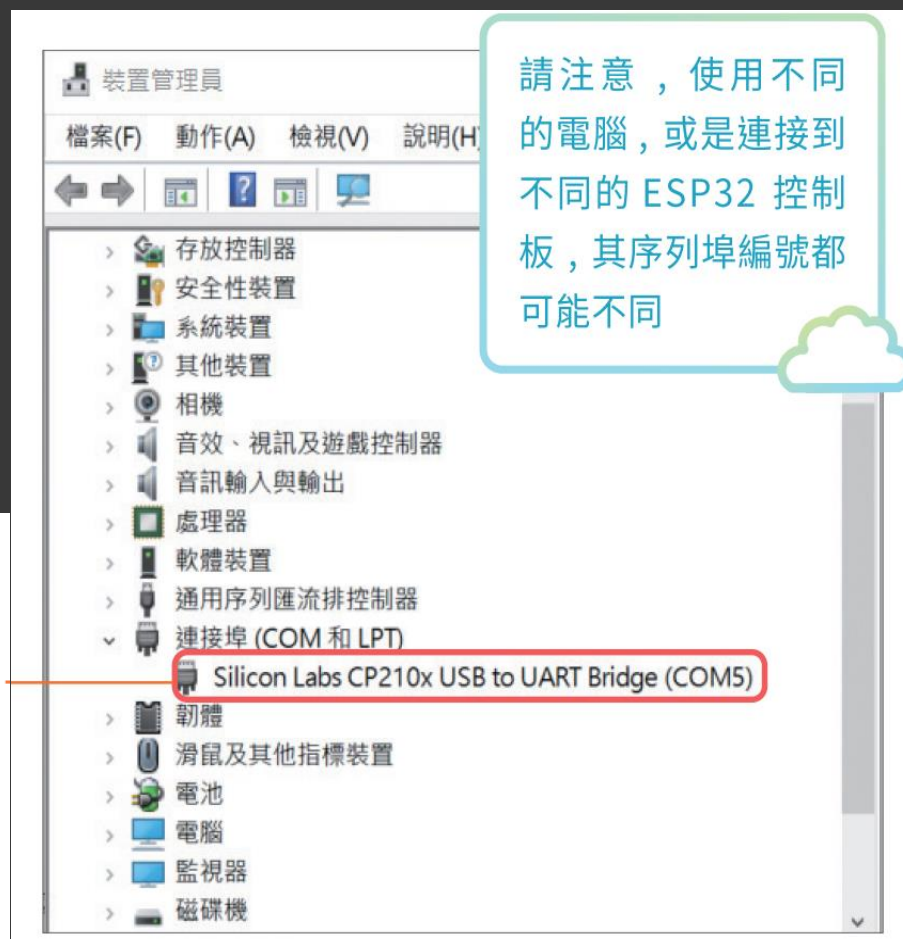 裝置管理員
檔案(F) 動作(A) 檢視(V) 說明(H)
請注意，使用不同
的電腦，或是連接到
不同的 ESP32 控制
板，其序列埠編號都
可能不同
存放控制器
安全性裝置
系統裝置
其他裝置
相機
音效、視訊及遊戲控制器
音訊輸入與輸出
處理器
軟體裝置
通用序列匯流排控制器
連接埠 (COM 和 LPT)
Silicon Labs CP210x USB to UART Bridge (COM5)
韌體
滑鼠及其他指標裝置
電池
電腦
監視器
磁碟機